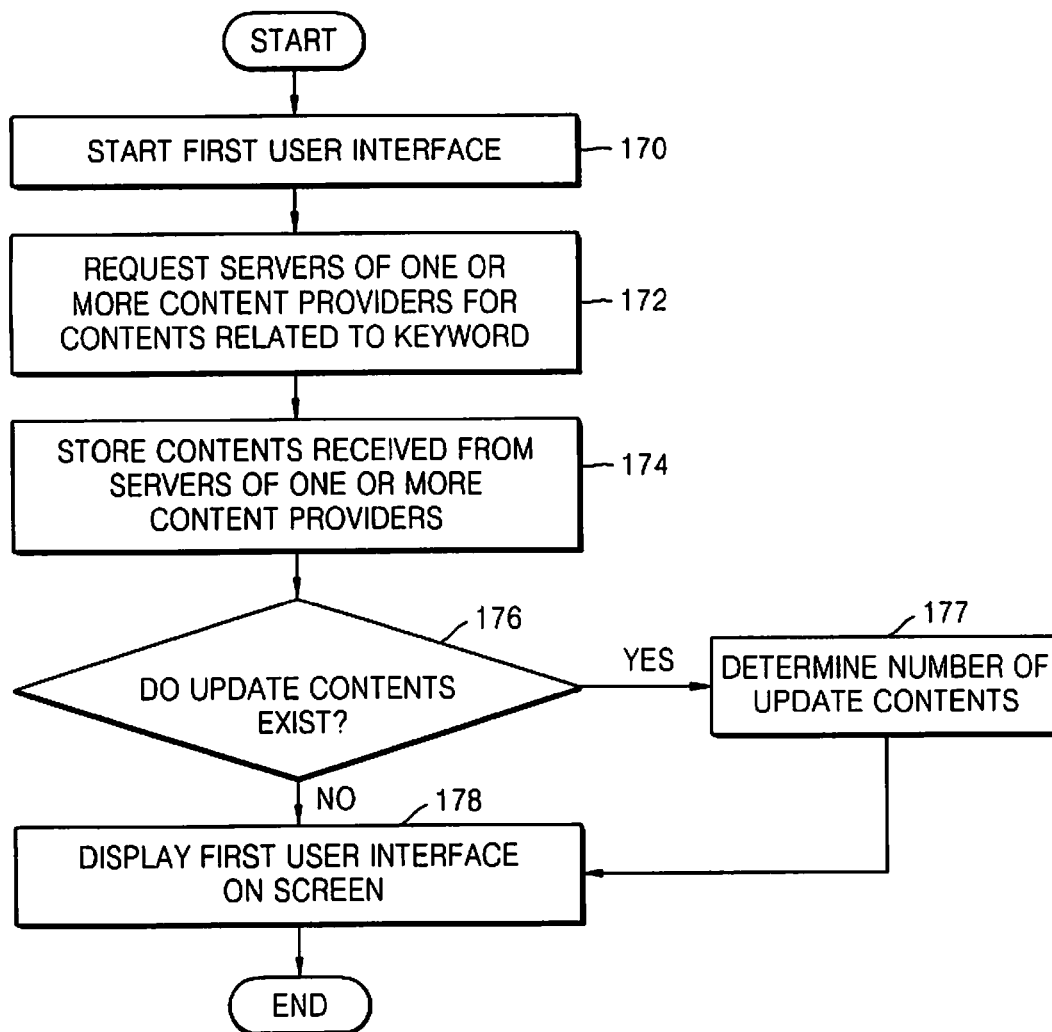 START
START FIRST USER INTERFACE
170
REQUEST SERVERS OF ONE OR
MORE CONTENT PROVIDERS FOR
CONTENTS RELATED TO KEYWORD
172
STORE CONTENTS RECEIVED FROM
SERVERS OF ONE OR MORE
CONTENT PROVIDERS
174
176
DO UPDATE CONTENTS
EXIST?
YES
177
DETERMINE NUMBER OF
UPDATE CONTENTS
NO
178
DISPLAY FIRST USER INTERFACE
ON SCREEN
END